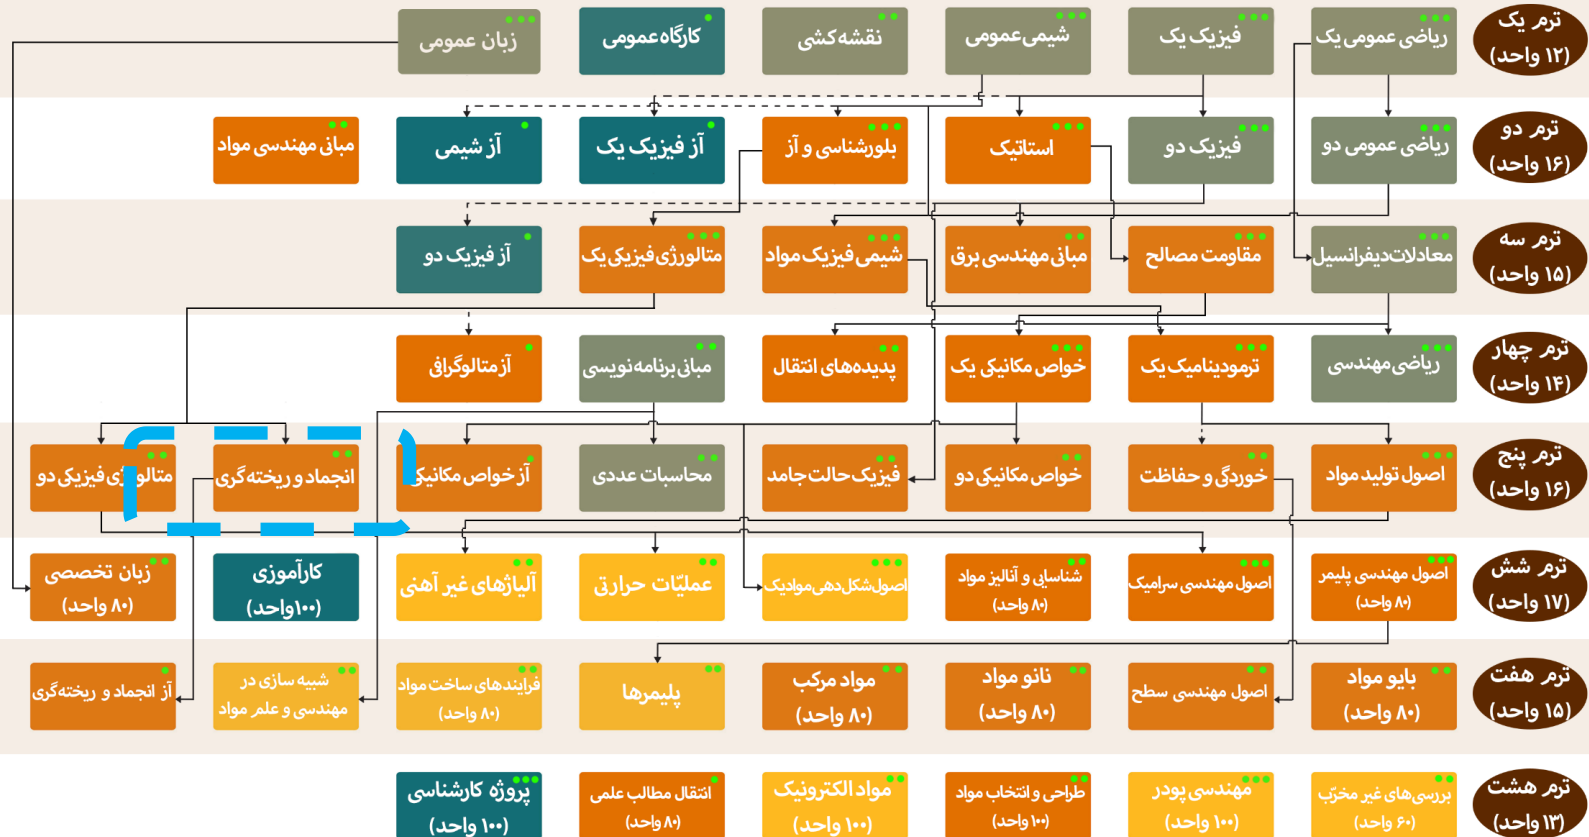 ترم یک
(۱۲ واحد)
ریاضی عمومی یک
فیزیک یک
شیمی عمومی
نقشه کشی
کارگاه عمومی
زبان عمومی
ترم دو
(۱۶ واحد)
ریاضی عمومی دو
فیزیک دو
استاتیک
بلورشناسی و آز
آز فیزیک یک
آز شیمی
مبانی مهندسی مواد
ترم سه
(۱۵ واحد)
معادلات دیفرانسیل
مقاومت مصالح
مبانی مهندسی برق
شیمی فیزیک مواد
متالورژی فیزیکی یک
آز فیزیک دو
ترم چهار
(۱۴ واحد)
ریاضی مهندسی
ترمودینامیک یک
خواص مکانیکی یک
پدیده‌های انتقال
مبانی برنامه نویسی
آز متالوگرافی
ترم پنج
(۱۶ واحد)
اصول تولید مواد
خوردگی و حفاظت
خواص مکانیکی دو
فیزیک حالت جامد
محاسبات عددی
آز خواص مکانیکی
انجماد و ریخته‌گری
متالورژی فیزیکی دو
ترم شش
(۱۷ واحد)
اصول مهندسی پلیمر
(۸۰ واحد)
اصول مهندسی سرامیک
شناسایی و آنالیز مواد
(۸۰ واحد)
اصول شکل دهی مواد یک
عملیّات حرارتی
آلیاژهای غیر آهنی
کارآموزی
(۱۰۰واحد)
زبان تخصصی
(۸۰ واحد)
ترم هفت
(۱۵ واحد)
بایو مواد
(۸۰ واحد)
اصول مهندسی سطح
نانو مواد
(۸۰ واحد)
مواد مرکب
(۸۰ واحد)
پلیمرها
فرایندهای ساخت مواد
(۸۰ واحد)
شبیه سازی در
مهندسی و علم مواد
آز انجماد و ریخته‌گری
ترم هشت
(۱۳ واحد)
بررسی‌های غیر مخرّب
(۶۰ واحد)
مهندسی پودر
(۱۰۰ واحد)
طراحی و انتخاب مواد
(۱۰۰ واحد)
مواد الکترونیک
(۱۰۰ واحد)
انتقال مطالب علمی
(۸۰ واحد)
پروژه کارشناسی
(۱۰۰ واحد)